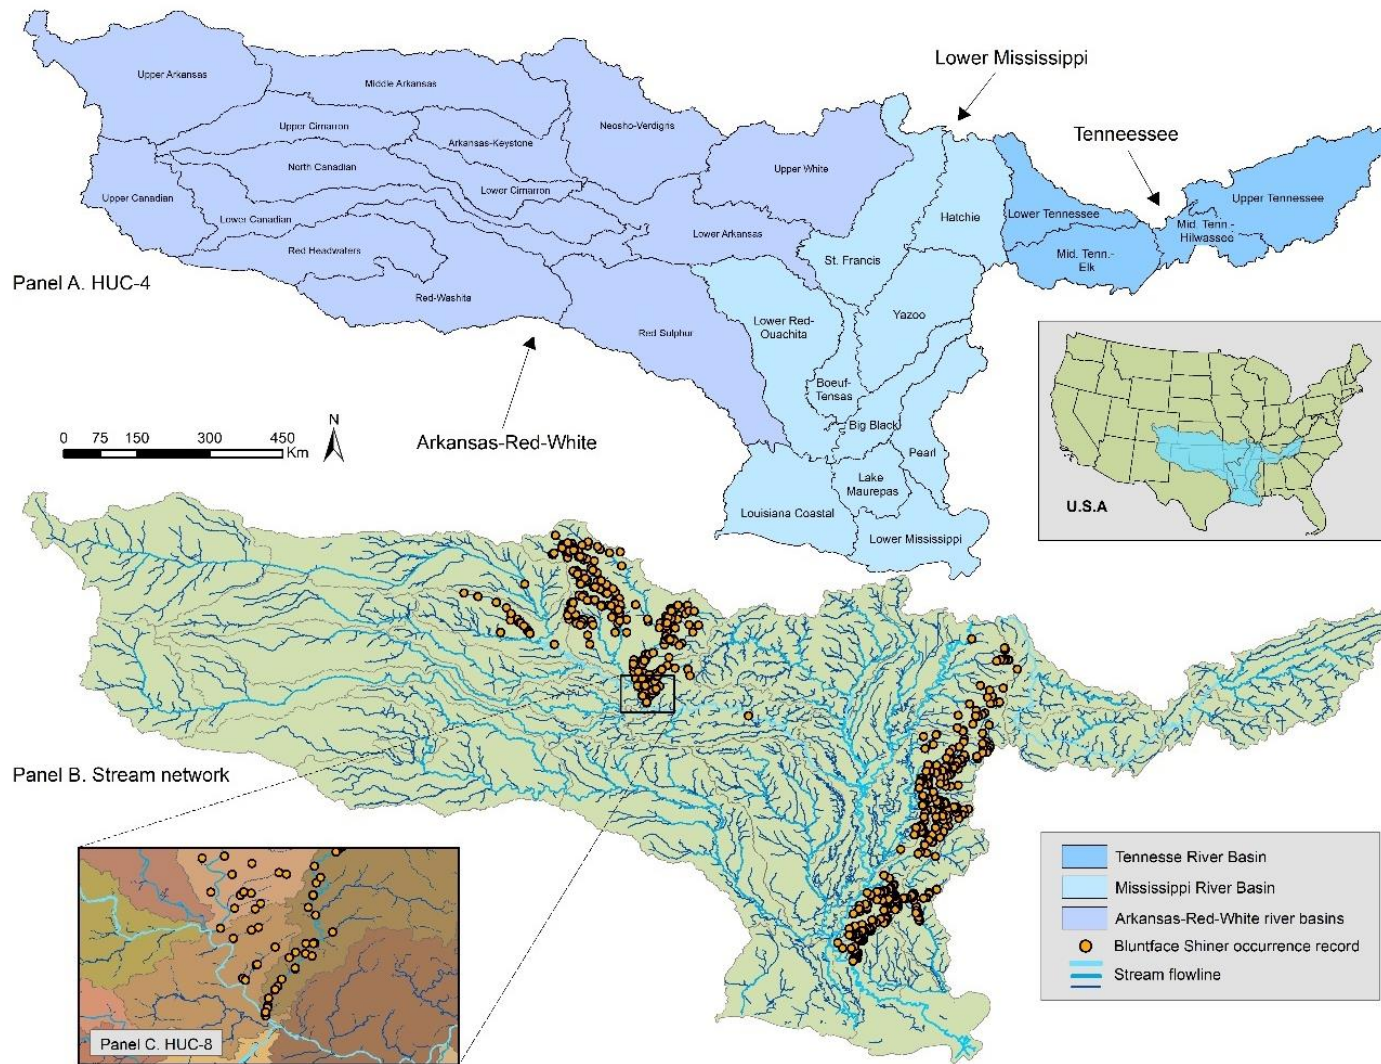 Lower Mississippi
Tenneessee
Upper Arkansas
Middle Arkansas
Upper Cimarron
Arkansas-Keystone
Neosho-Verdigris
North Canadian
Lower Cimarron
Upper White
Upper Canadian
Lower Canadian
Lower Arkansas
Red Headwaters
Red-Washita
Red Sulphur
Hatchie
St. Francis
Lower Tennessee
Mid. Tenn.-
Elk
Mid. Tenn.-
Hilwassee
Upper Tennessee
Panel A. HUC-4
Lower Red-
Ouachita
Yazoo
Boeuf-
Tensas
Big Black
Pearl
Lake
Maurepas
Louisiana Coastal
Lower Mississippi
Arkansas-Red-White
0 75 150 300 450
Km
N
U.S.A
Panel B. Stream network
Panel C. HUC-8
Tennesse River Basin
Mississippi River Basin
Arkansas-Red-White river basins
Bluntface Shiner occurrence record
Stream flowline